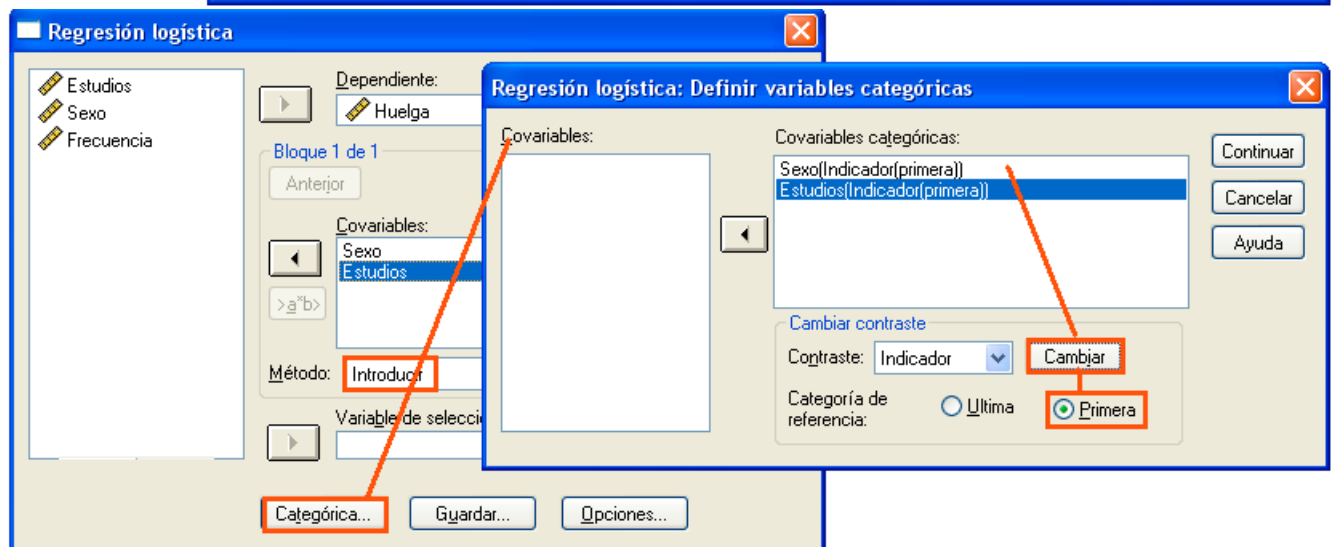 Regresión logística
Estudios
Sexo
Frecuencia
Dependiente:
Huelga
Bloque 1 de 1
Anterior
Covariables:
Sexo
Estudios
>a*b>
Método:
Introducir
Variable de selecci
Categórica...
Guardar...
Opciones...
Regresión logística: Definir variables categóricas
Covariables:
Covariables categóricas:
Sexo(Indicador(primera))
Estudios(Indicador(primera))
Continuar
Cancelar
Ayuda
Cambiar contraste
Contraste:
Indicador
Cambiar
Categoría de
referencia:
Ultima
Primera